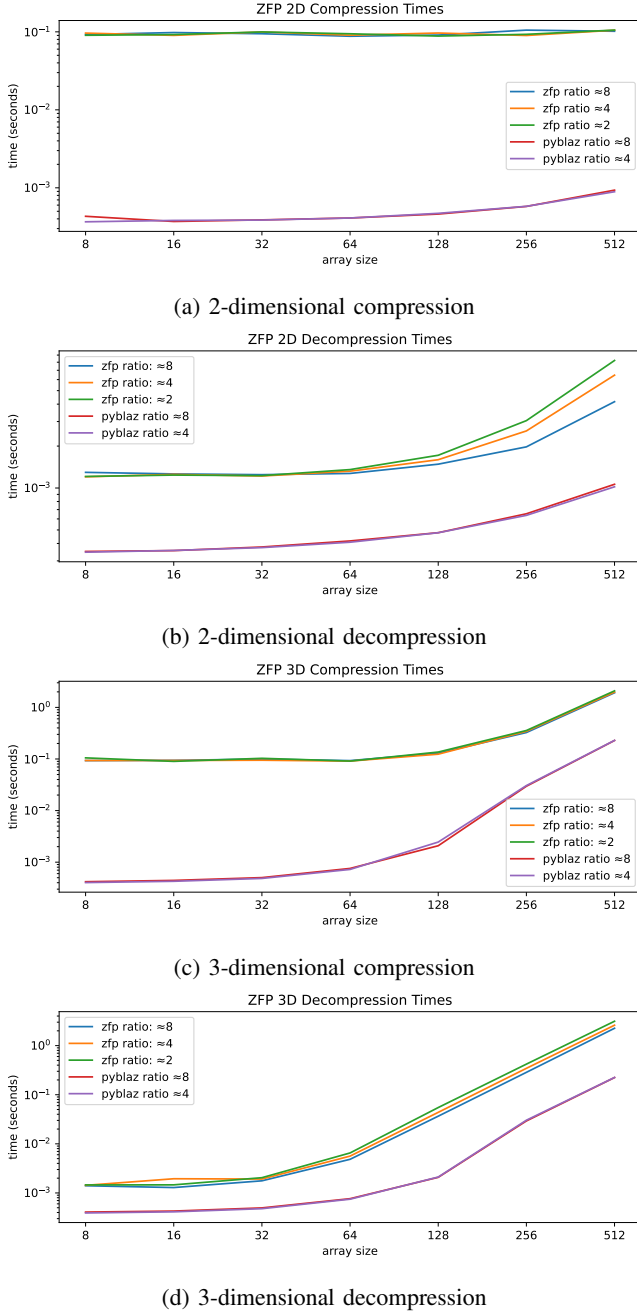 ZFP 2D Compression Times
10⁻¹
10⁻²
10⁻³
time (seconds)
zfp ratio ≈8
zfp ratio ≈4
zfp ratio ≈2
pyblaz ratio ≈8
pyblaz ratio ≈4
8 16 32 64 128 256 512
array size
(a) 2-dimensional compression
ZFP 2D Decompression Times
zfp ratio: ≈8
zfp ratio: ≈4
zfp ratio: ≈2
pyblaz ratio ≈8
pyblaz ratio ≈4
10⁻³
time (seconds)
8 16 32 64 128 256 512
array size
(b) 2-dimensional decompression
ZFP 3D Compression Times
10⁰
10⁻¹
10⁻²
10⁻³
time (seconds)
zfp ratio: ≈8
zfp ratio: ≈4
zfp ratio: ≈2
pyblaz ratio ≈8
pyblaz ratio ≈4
8 16 32 64 128 256 512
array size
(c) 3-dimensional compression
ZFP 3D Decompression Times
zfp ratio: ≈8
zfp ratio: ≈4
zfp ratio: ≈2
pyblaz ratio ≈8
pyblaz ratio ≈4
10⁰
10⁻¹
10⁻²
10⁻³
time (seconds)
8 16 32 64 128 256 512
array size
(d) 3-dimensional decompression